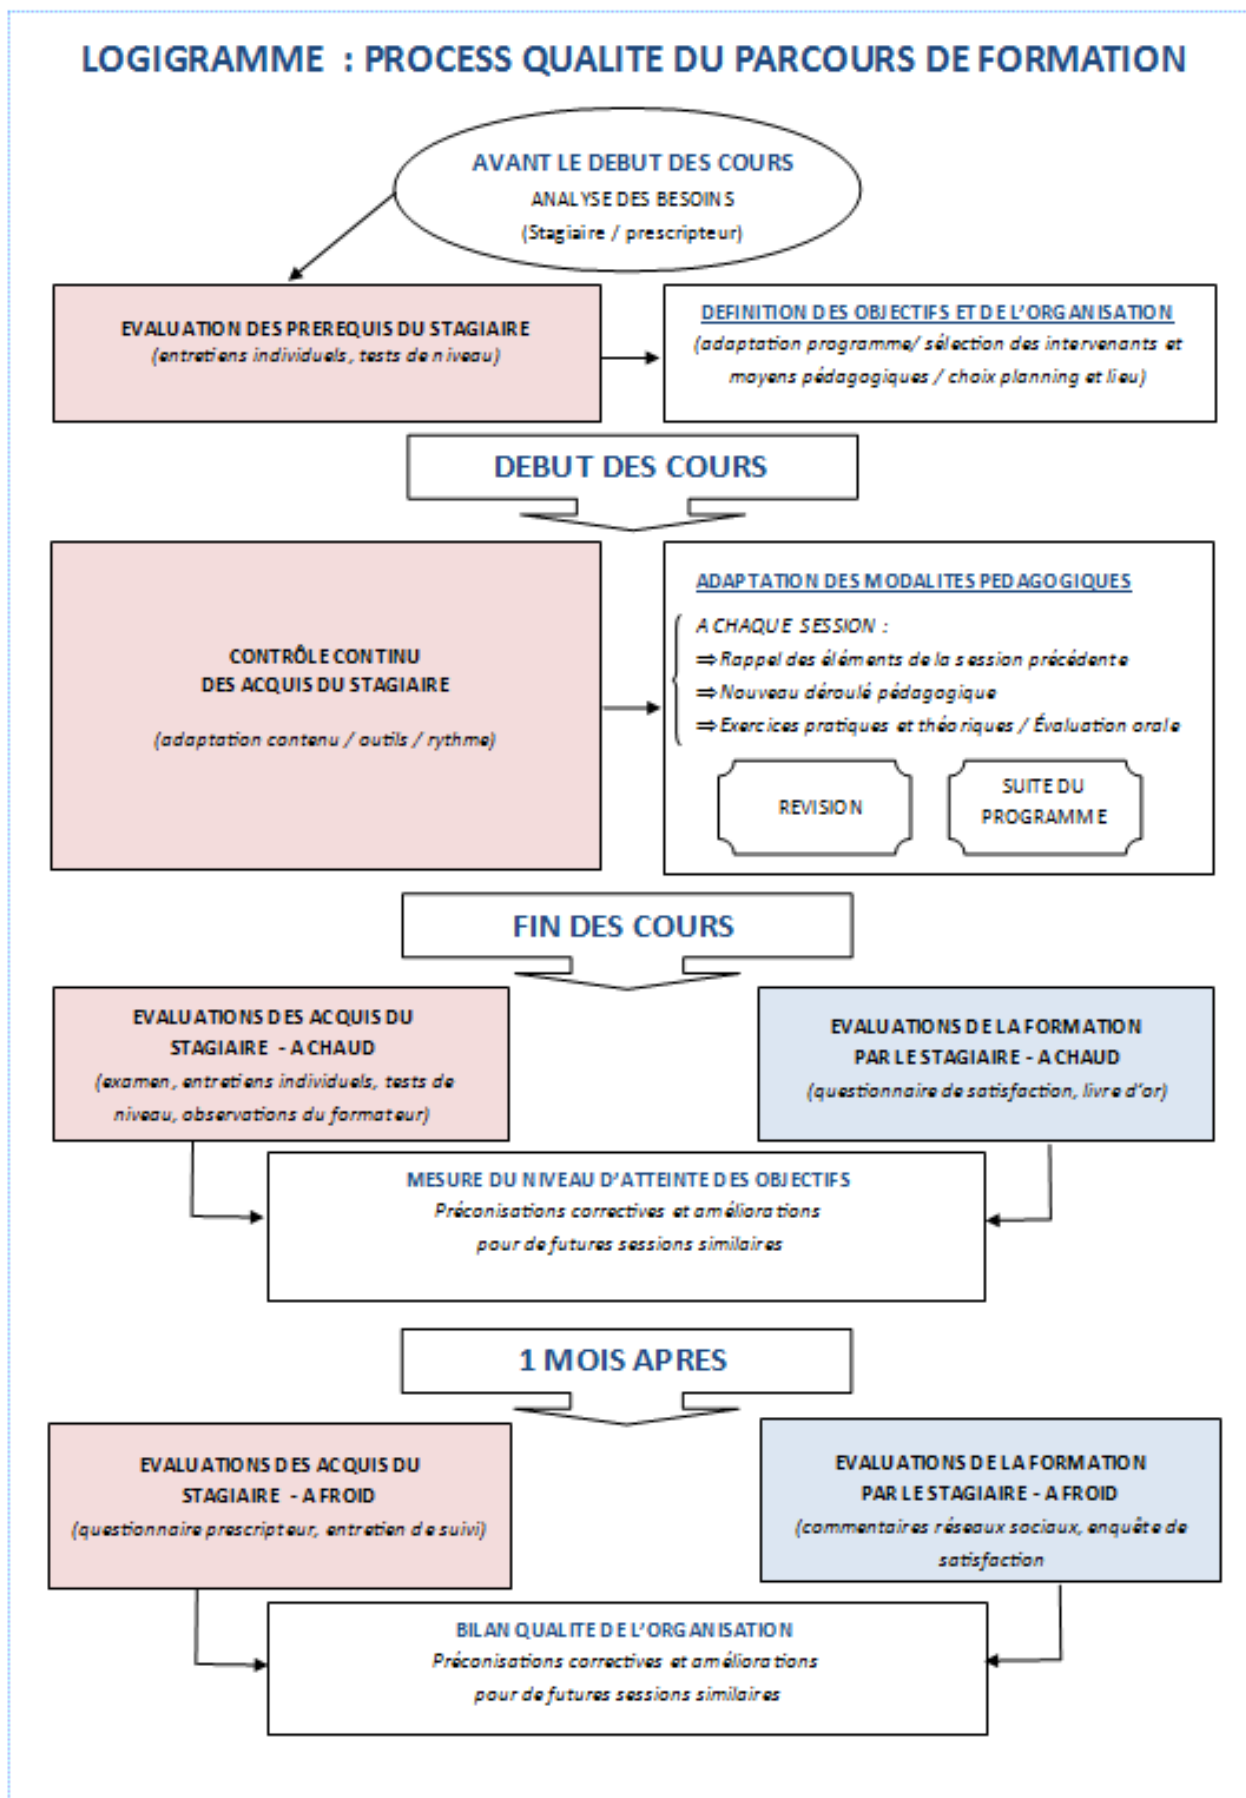 LOGIGRAMME : PROCESS QUALITE DU PARCOURS DE FORMATION
AVANT LE DEBUT DES COURS
ANALYSE DES BESOINS
(Stagiaire / prescripteur)
EVALUATION DES PREREQUIS DU STAGIAIRE
(entretiens individuels, tests de niveau)
DEFINITION DES OBJECTIFS ET DE L'ORGANISATION
(adaptation programme/ sélection des intervenants et
moyens pédagogiques / choix planning et lieu)
DEBUT DES COURS
CONTRÔLE CONTINU
DES ACQUIS DU STAGIAIRE
(adaptation contenu / outils / rythme)
ADAPTATION DES MODALITES PEDAGOGIQUES
A CHAQUE SESSION :
⇒ Rappel des éléments de la session précédente
⇒ Nouveau déroulé pédagogique
⇒ Exercices pratiques et théoriques / Évaluation orale
REVISION
SUITE DU
PROGRAMME
FIN DES COURS
EVALUATIONS DES ACQUIS DU
STAGIAIRE - A CHAUD
(examen, entretiens individuels, tests de
niveau, observations du formateur)
EVALUATIONS DE LA FORMATION
PAR LE STAGIAIRE - A CHAUD
(questionnaire de satisfaction, livre d'or)
MESURE DU NIVEAU D'ATTEINTE DES OBJECTIFS
Préconisations correctives et améliorations
pour de futures sessions similaires
1 MOIS APRES
EVALUATIONS DES ACQUIS DU
STAGIAIRE - A FROID
(questionnaire prescripteur, entretien de suivi)
EVALUATIONS DE LA FORMATION
PAR LE STAGIAIRE - A FROID
(commentaires réseaux sociaux, enquête de
satisfaction
BILAN QUALITE DE L'ORGANISATION
Préconisations correctives et améliorations
pour de futures sessions similaires